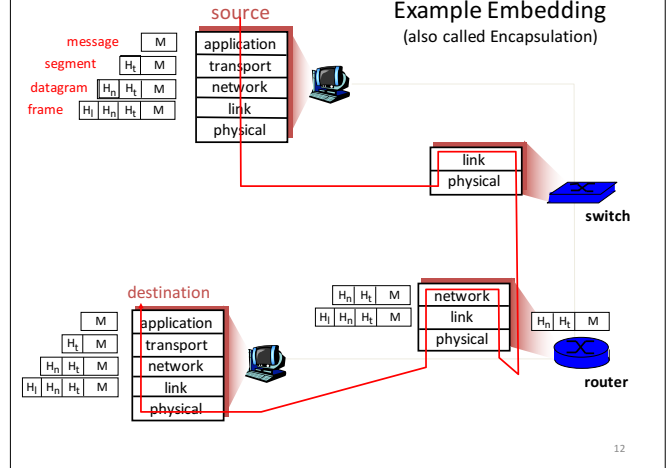 source
Example Embedding
(also called Encapsulation)
message M
segment Ht M
datagram Hn Ht M
frame Hl Hn Ht M
application
transport
network
link
physical
link
physical
switch
destination
M
Ht M
Hn Ht M
Hl Hn Ht M
application
transport
network
link
physical
Hn Ht M
Hl Hn Ht M
network
link
physical
Hn Ht M
router
12